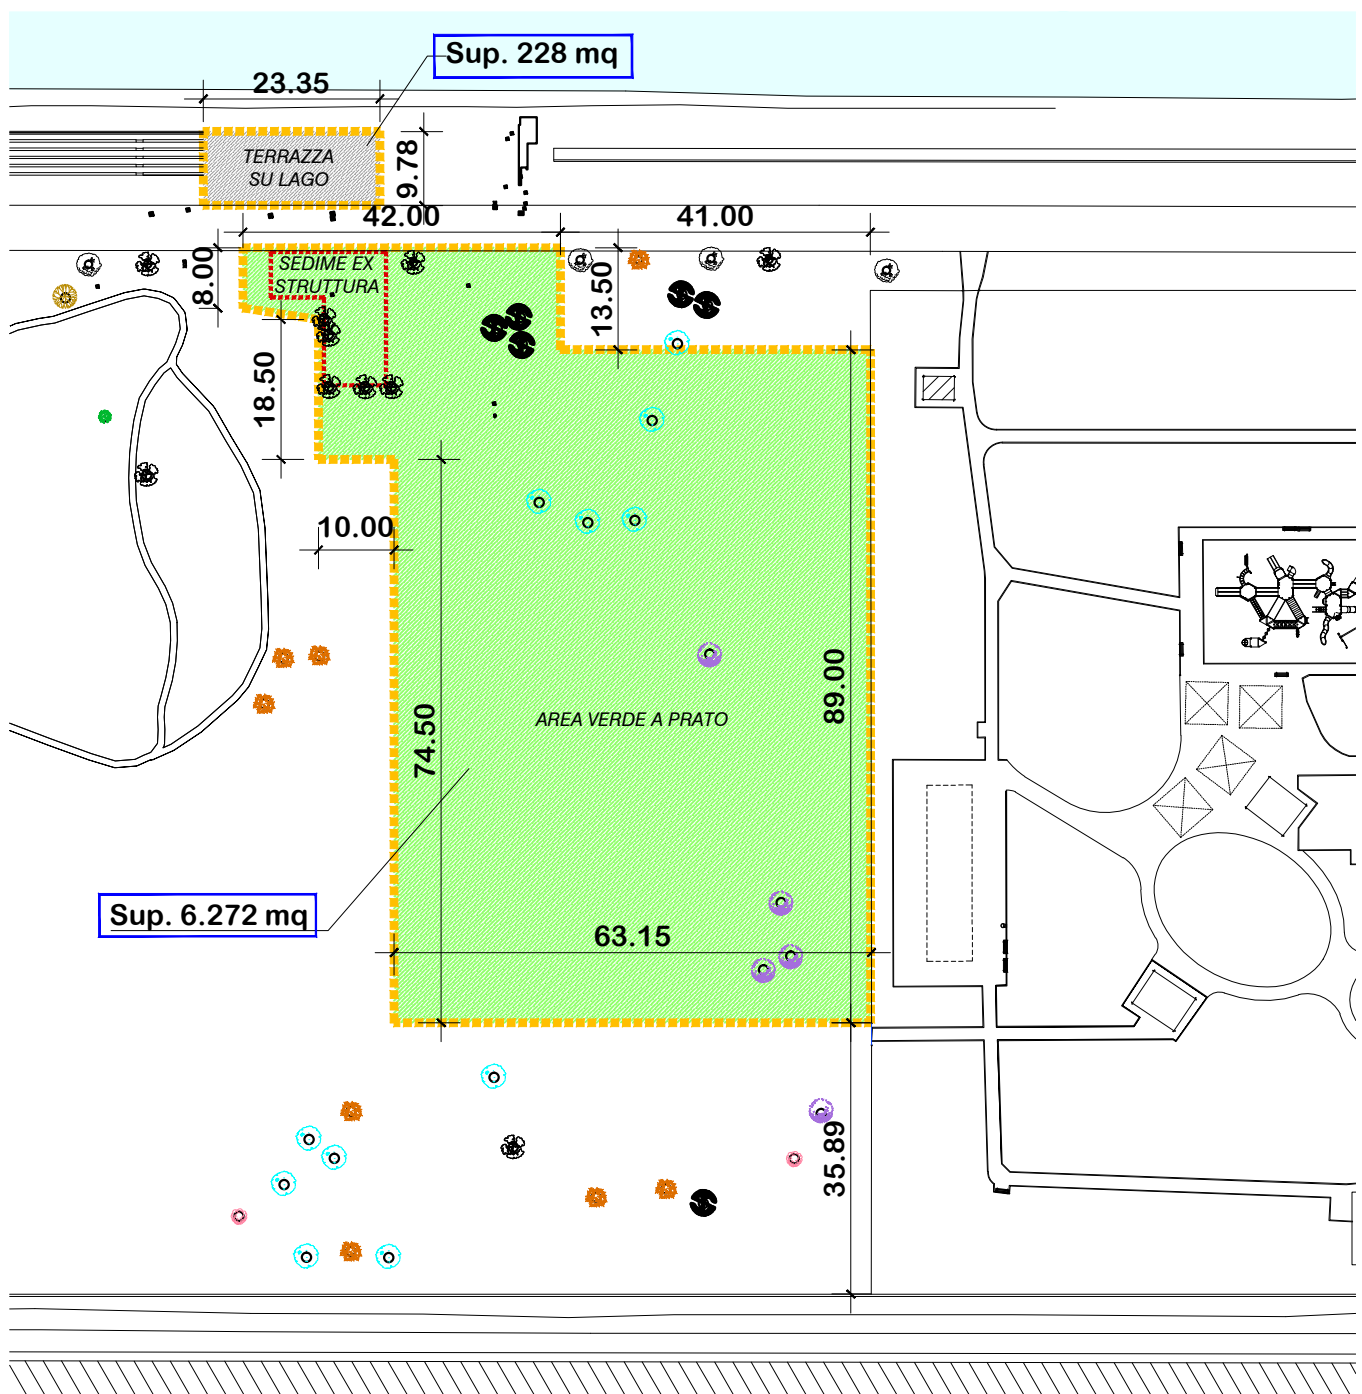 Sup. 228 mq
23.35
TERRAZZA
SU LAGO
9.78
42.00
41.00
8.00
SEDIME EX
STRUTTURA
13.50
18.50
10.00
89.00
74.50
AREA VERDE A PRATO
Sup. 6.272 mq
63.15
35.89